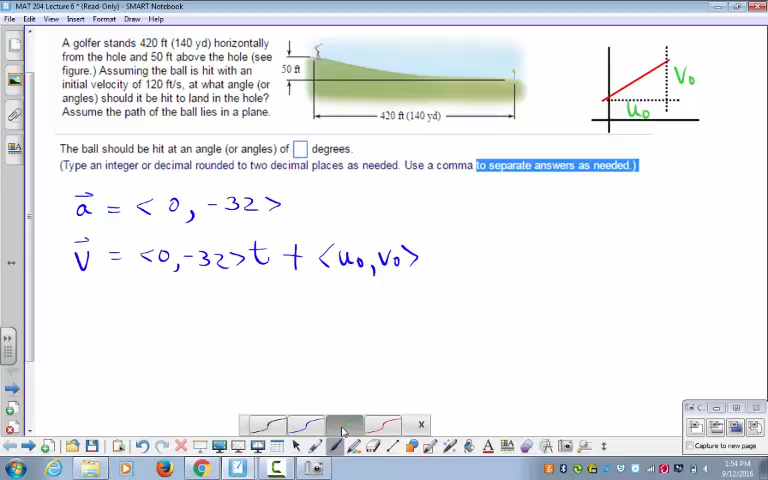 MAT 204 Lecture 6 * (Read-Only) - SMART Notebook
File Edit View Insert Format Draw Help
A golfer stands 420 ft (140 yd) horizontally
from the hole and 50 ft above the hole (see
figure.) Assuming the ball is hit with an
initial velocity of 120 ft/s, at what angle (or
angles) should it be hit to land in the hole?
Assume the path of the ball lies in a plane.
50 ft
420 ft (140 yd)
v₀
u₀
The ball should be hit at an angle (or angles) of degrees.
(Type an integer or decimal rounded to two decimal places as needed. Use a comma to separate answers as needed.)
a = < 0, -32 >
v = <0, -32> t + <u₀, v₀>
Capture to new page
1:54 PM
9/12/2016